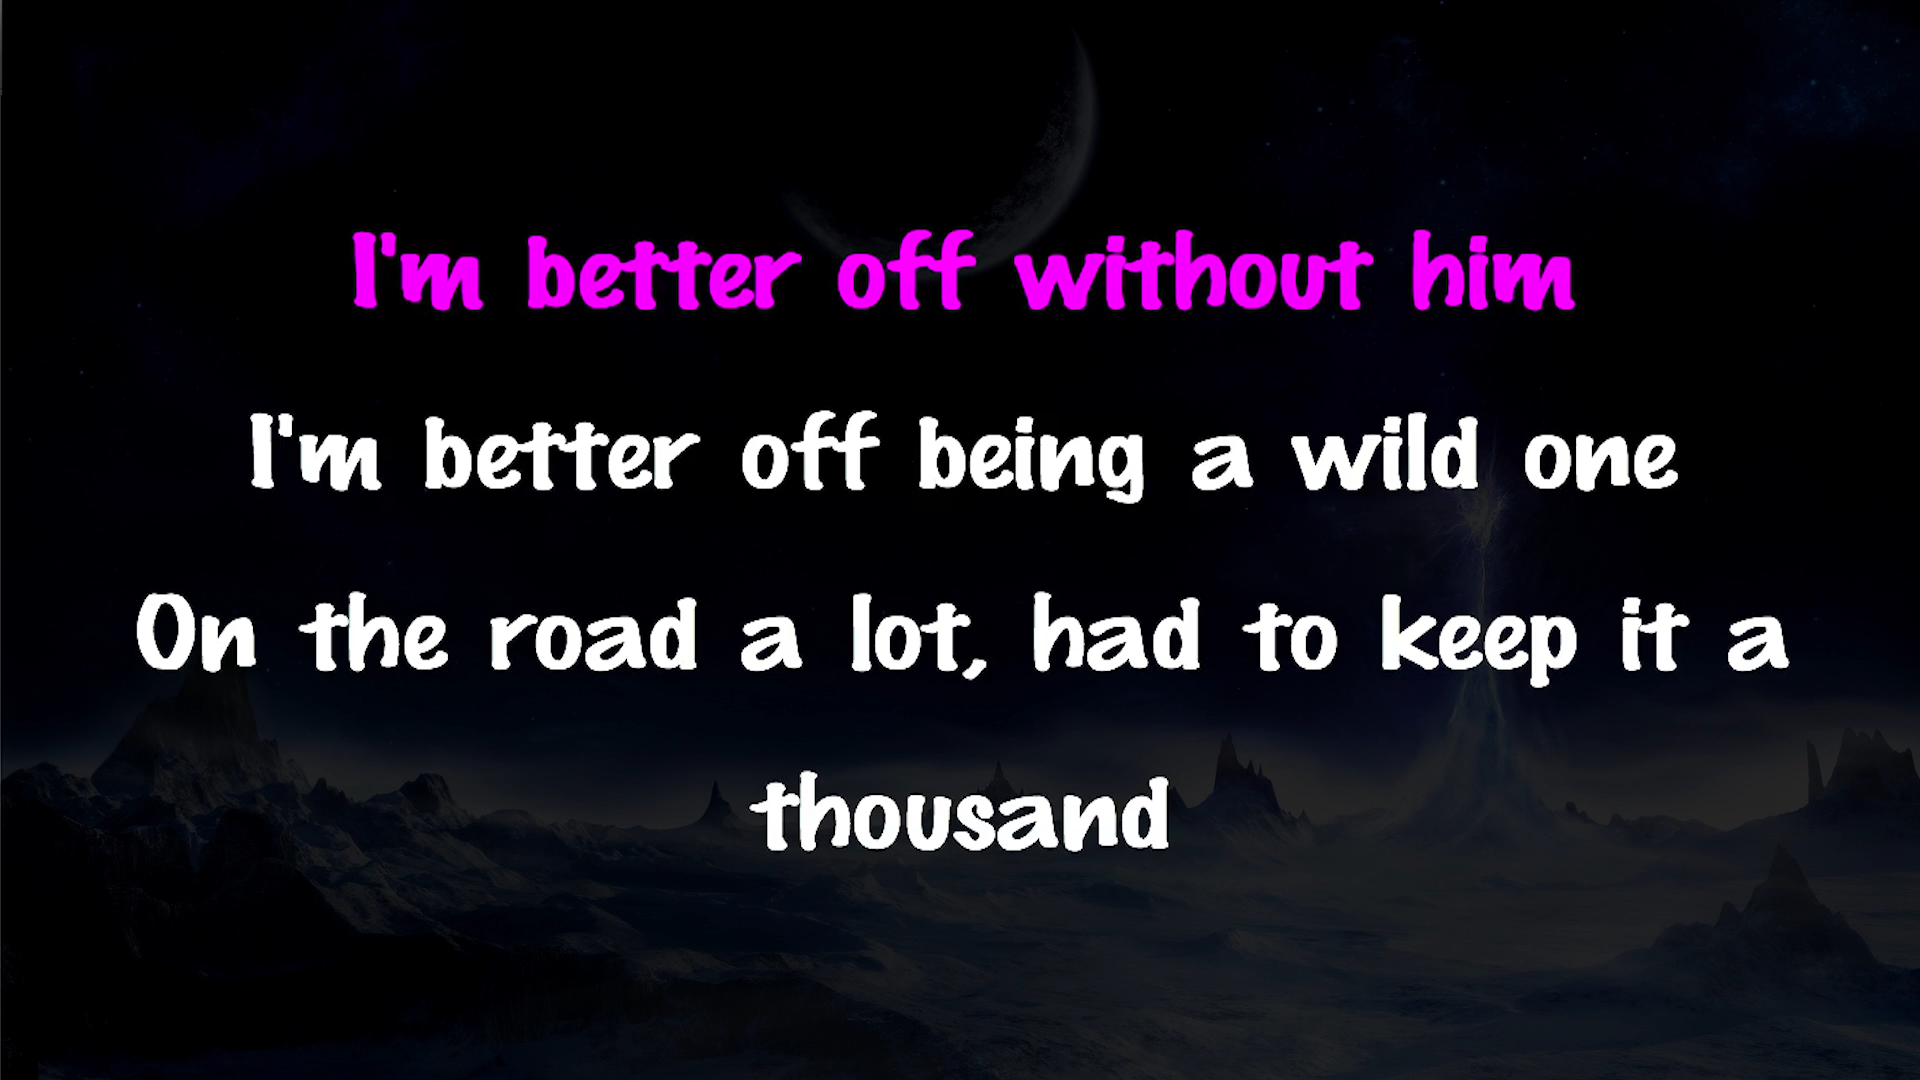 I'm better off without him
I'm better off being a wild one
On the road a lot, had to keep it a
thousand